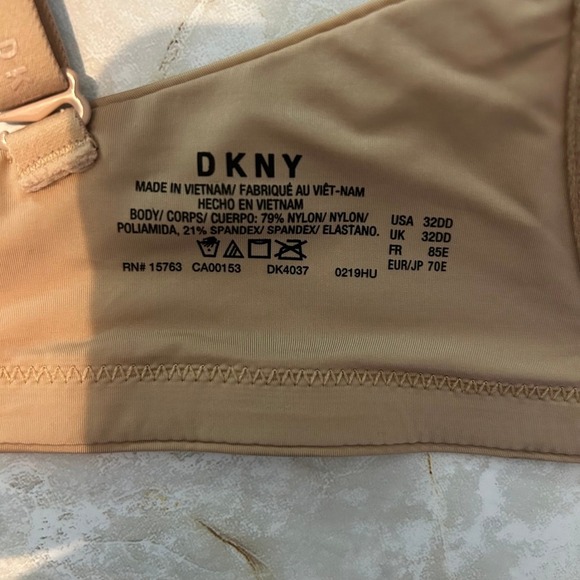 DK
DKNY
MADE IN VIETNAM/ FABRIQUÉ AU VIÊT-NAM
HECHO EN VIETNAM
BODY/ CORPS/ CUERPO: 79% NYLON/ NYLON/
POLIAMIDA, 21% SPANDEX/ SPANDEX/ ELASTANO.
RN# 15763 CA00153 DK4037 0219HU
USA 32DD
UK 32DD
FR 85E
EUR/JP 70E